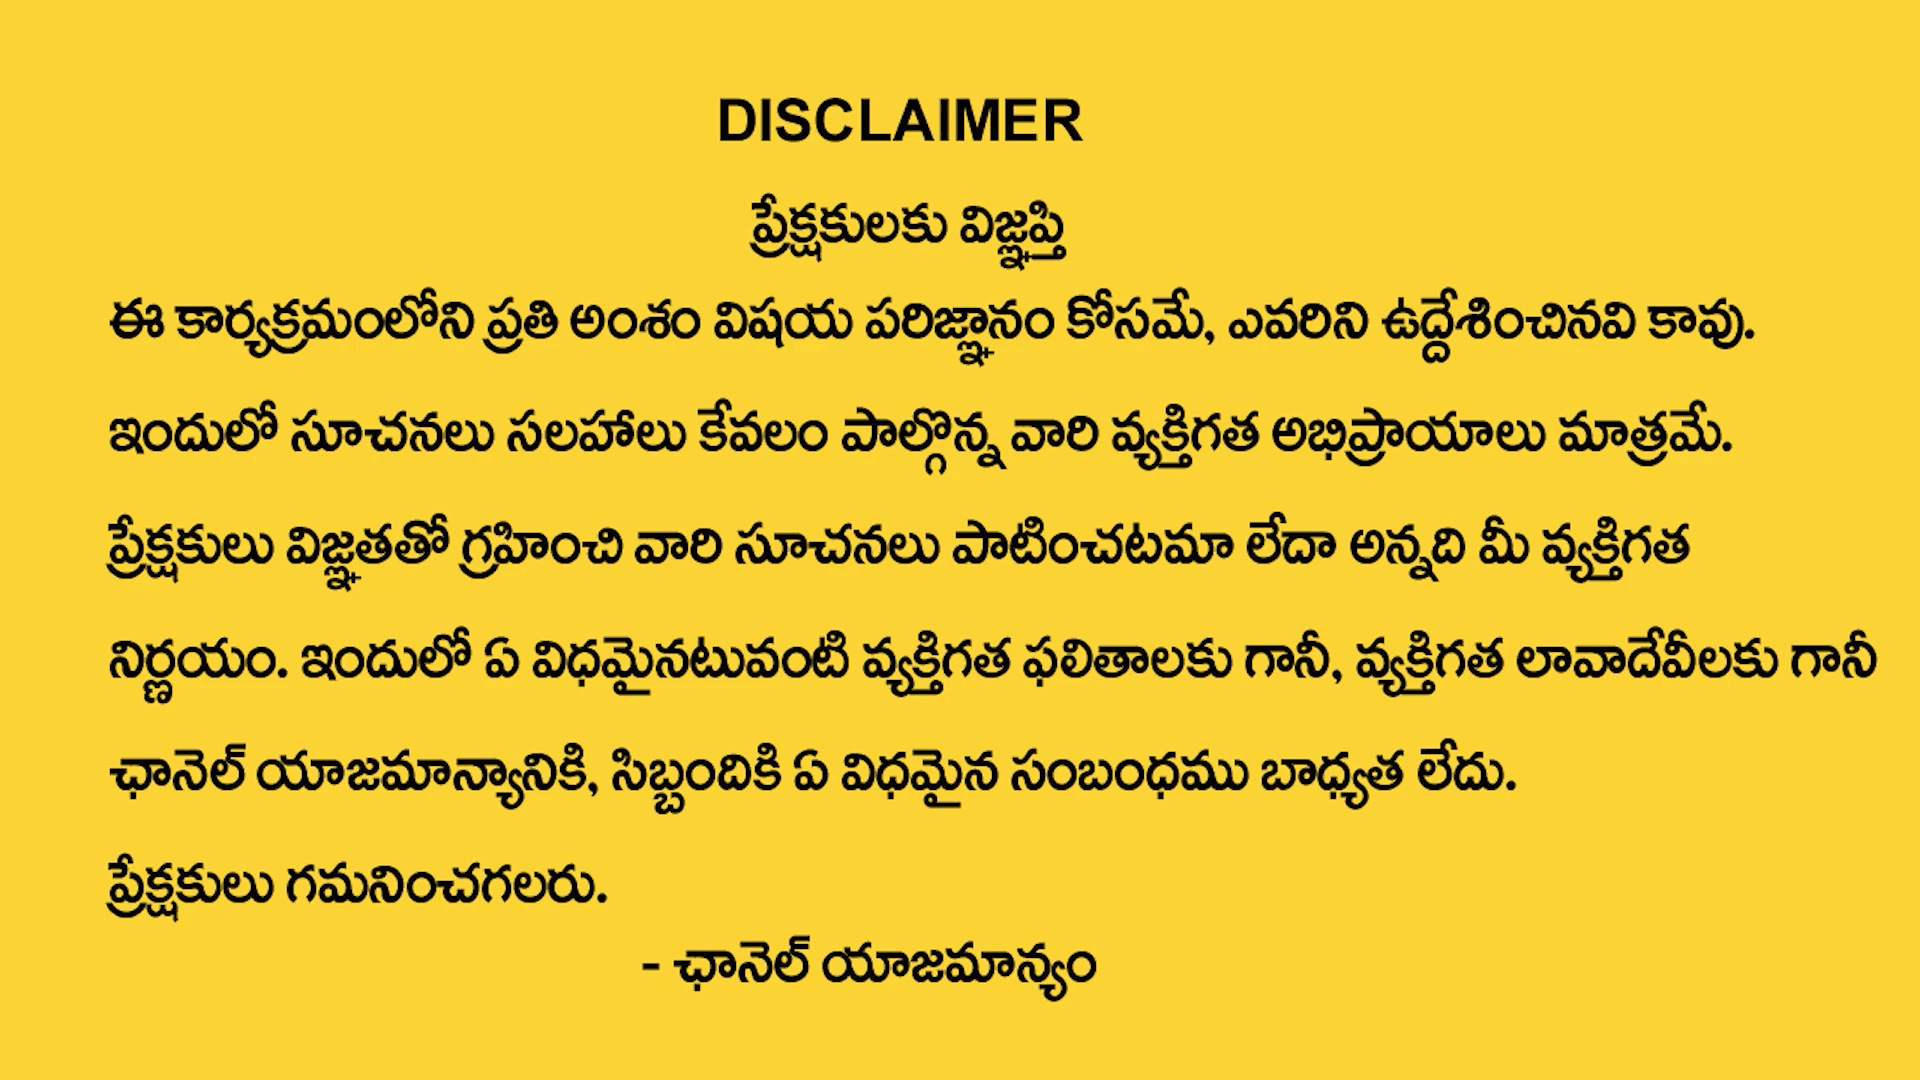 DISCLAIMER
ప్రేక్షకులకు విజ్ఞప్తి
ఈ కార్యక్రమంలోని ప్రతి అంశం విషయ పరిజ్ఞానం కోసమే, ఎవరిని ఉద్దేశించినవి కావు.
ఇందులో సూచనలు సలహాలు కేవలం పాల్గొన్న వారి వ్యక్తిగత అభిప్రాయాలు మాత్రమే.
ప్రేక్షకులు విజ్ఞతతో గ్రహించి వారి సూచనలు పాటించటమా లేదా అన్నది మీ వ్యక్తిగత
నిర్ణయం. ఇందులో ఏ విధమైనటువంటి వ్యక్తిగత ఫలితాలకు గానీ, వ్యక్తిగత లావాదేవీలకు గానీ
ఛానెల్ యాజమాన్యానికి, సిబ్బందికి ఏ విధమైన సంబంధము బాధ్యత లేదు.
ప్రేక్షకులు గమనించగలరు.
- ఛానెల్ యాజమాన్యం